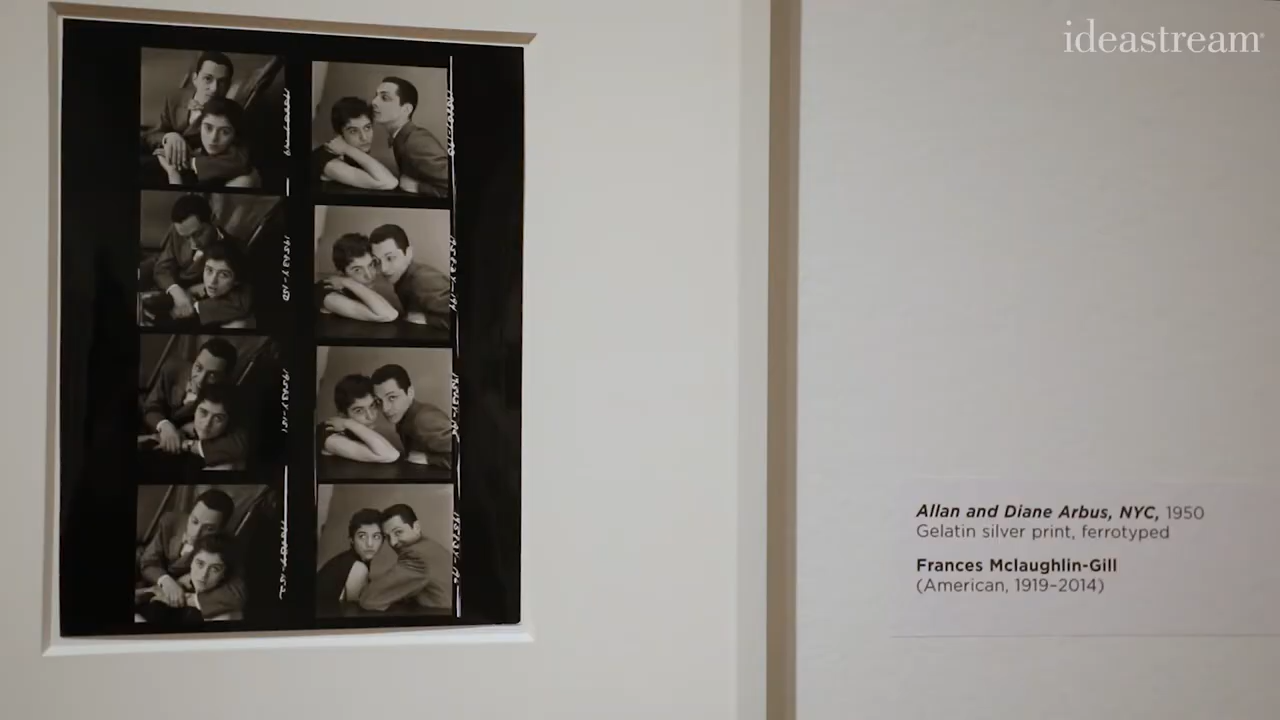 ideastream
Allan and Diane Arbus, NYC, 1950
Gelatin silver print, ferrotyped
Frances Mclaughlin-Gill
(American, 1919–2014)